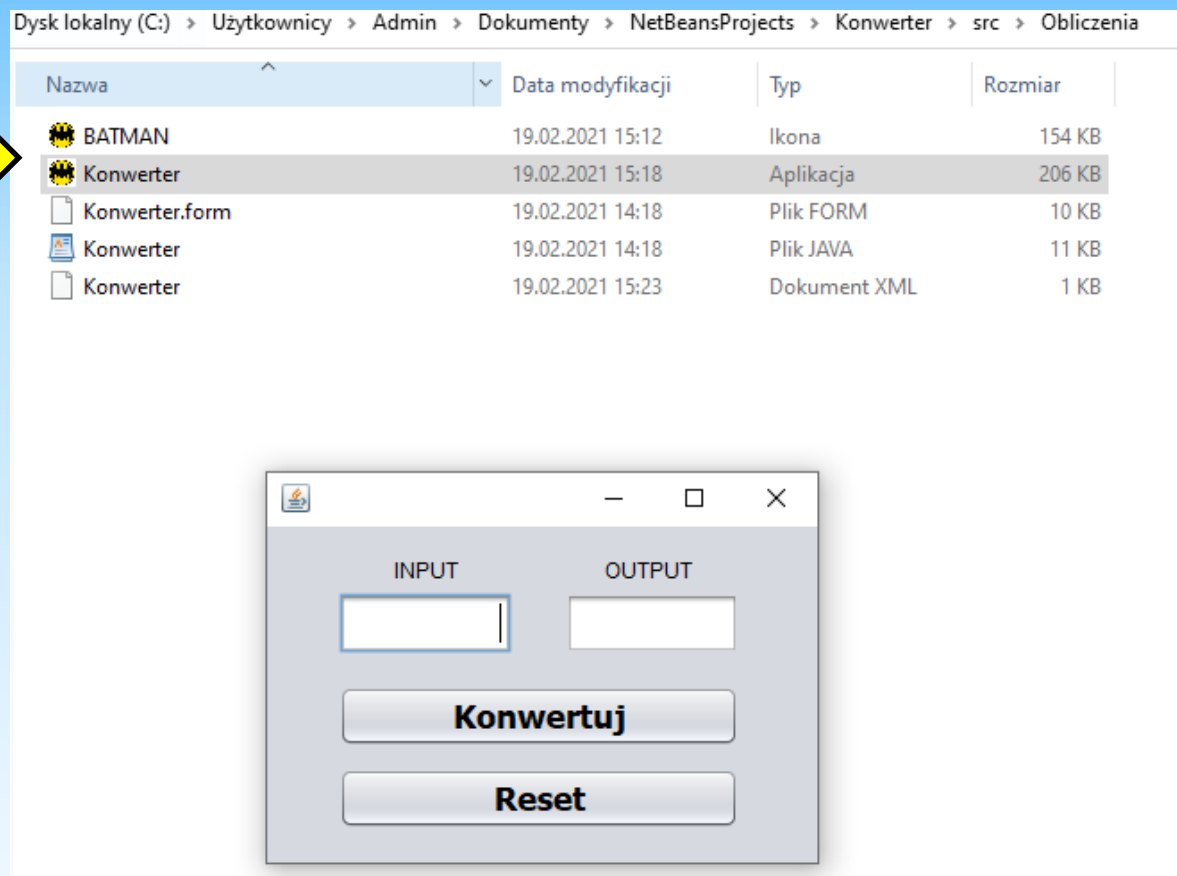 Dysk lokalny (C:) > Użytkownicy > Admin > Dokumenty > NetBeansProjects > Konwerter > src > Obliczenia
Nazwa Data modyfikacji Typ Rozmiar
BATMAN 19.02.2021 15:12 Ikona 154 KB
Konwerter 19.02.2021 15:18 Aplikacja 206 KB
Konwerter.form 19.02.2021 14:18 Plik FORM 10 KB
Konwerter 19.02.2021 14:18 Plik JAVA 11 KB
Konwerter 19.02.2021 15:23 Dokument XML 1 KB
INPUT OUTPUT
Konwertuj
Reset